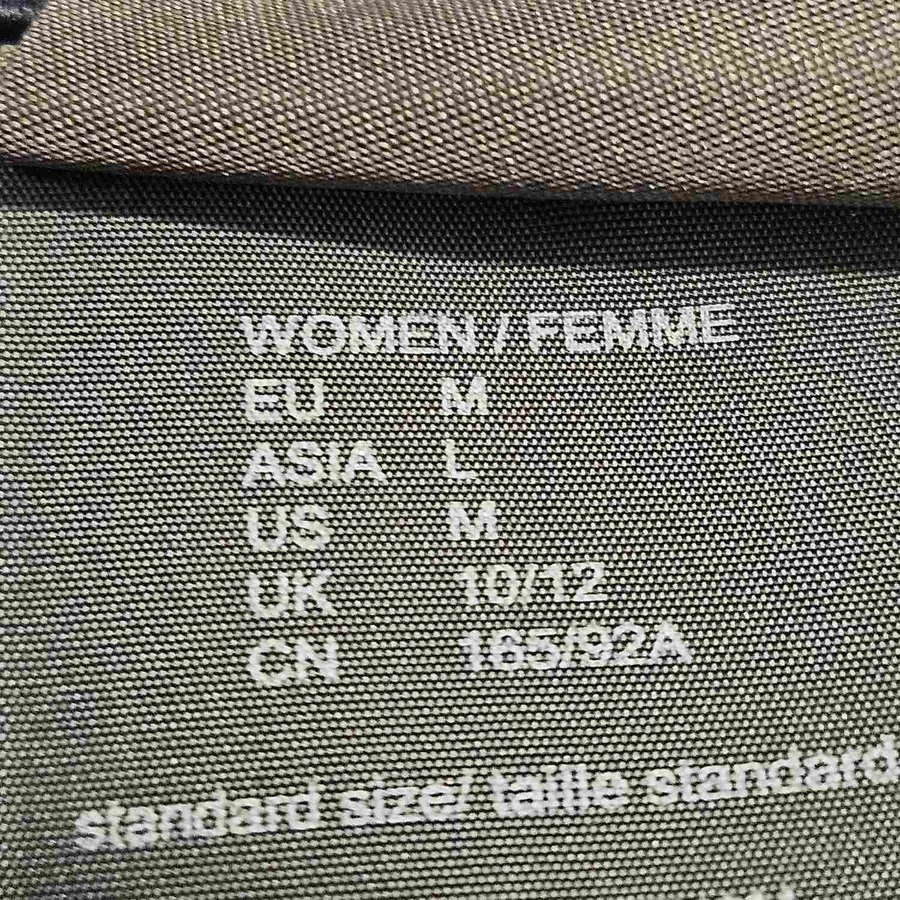 WOMEN / FEMME
EU M
ASIA L
US M
UK 10/12
CN 165/92A
standard size/ taille standard